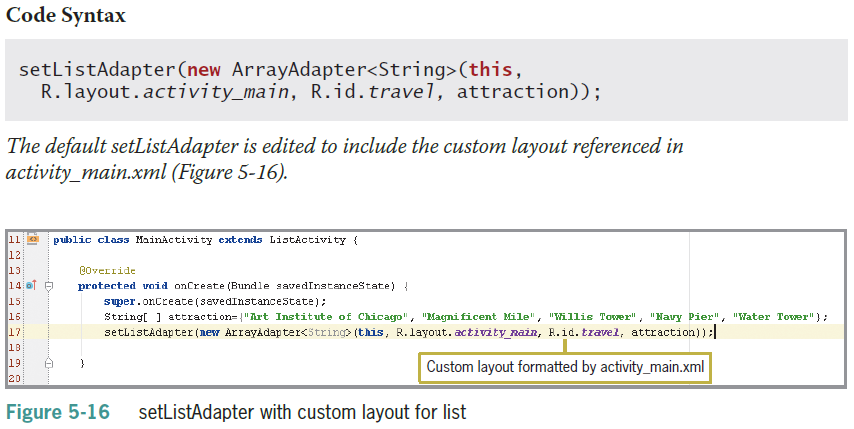 Code Syntax
setListAdapter(new ArrayAdapter<String>(this,
R.layout.activity_main, R.id.travel, attraction));
The default setListAdapter is edited to include the custom layout referenced in
activity_main.xml (Figure 5-16).
11 public class MainActivity extends ListActivity {
12
13 @Override
14 protected void onCreate(Bundle savedInstanceState) {
15 super.onCreate(savedInstanceState);
16 String[ ] attraction={"Art Institute of Chicago", "Magnificent Mile", "Willis Tower", "Navy Pier", "Water Tower"};
17 setListAdapter(new ArrayAdapter<String>(this, R.layout.activity_main, R.id.travel, attraction));
18
Custom layout formatted by activity_main.xml
19 }
20
Figure 5-16 setListAdapter with custom layout for list